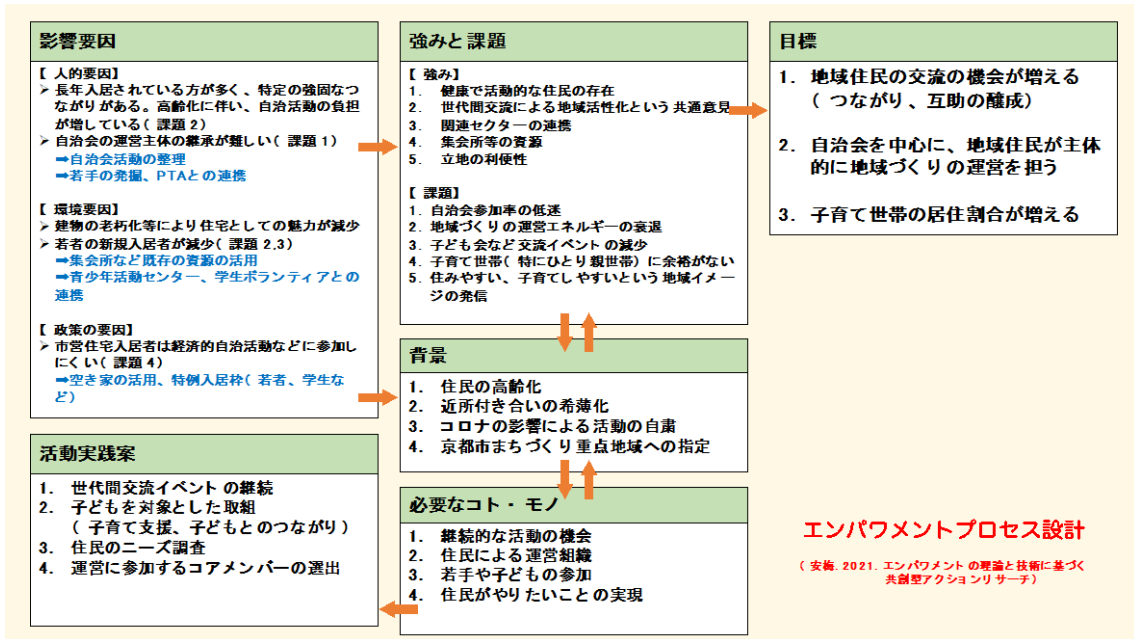 影響要因
【 人的要因】
➢ 長年入居されている方が多く、特定の強固なつ
ながりがある。高齢化に伴い、自治活動の負担
が増している( 課題 2)
➢ 自治会の運営主体の継承が難しい( 課題 1)
➡自治会活動の整理
➡若手の発掘、PTAとの連携
【 環境要因】
➢ 建物の老朽化等により住宅としての魅力が減少
➢ 若者の新規入居者が減少( 課題 2.3)
➡集会所など既存の資源の活用
➡青少年活動センター、学生ボランティアとの
連携
【 政策の要因】
➢ 市営住宅入居者は経済的自治活動などに参加し
にくい( 課題 4)
➡空き家の活用、特例入居枠( 若者、学生な
ど)
強みと課題
【 強み】
1. 健康で活動的な住民の存在
2. 世代間交流による地域活性化という共通意見
3. 関連セクターの連携
4. 集会所等の資源
5. 立地の利便性
【 課題】
1. 自治会参加率の低迷
2. 地域づくりの運営エネルギーの衰退
3. 子ども会など交流イベントの減少
4. 子育て世帯( 特にひとり親世帯) に余裕がない
5. 住みやすい、子育てしやすいという地域イメー
ジの発信
目標
1. 地域住民の交流の機会が増える
( つながり、互助の醸成)
2. 自治会を中心に、地域住民が主体
的に地域づくりの運営を担う
3. 子育て世帯の居住割合が増える
背景
1. 住民の高齢化
2. 近所付き合いの希薄化
3. コロナの影響による活動の自粛
4. 京都市まちづくり重点地域への指定
必要なコト・モノ
1. 継続的な活動の機会
2. 住民による運営組織
3. 若手や子どもの参加
4. 住民がやりたいことの実現
活動実践案
1. 世代間交流イベントの継続
2. 子どもを対象とした取組
( 子育て支援、子どもとのつながり)
3. 住民のニーズ調査
4. 運営に参加するコアメンバーの選出
エンパワメントプロセス設計
( 安梅. 2021. エンパワメントの理論と技術に基づく
共創型アクションリサーチ)